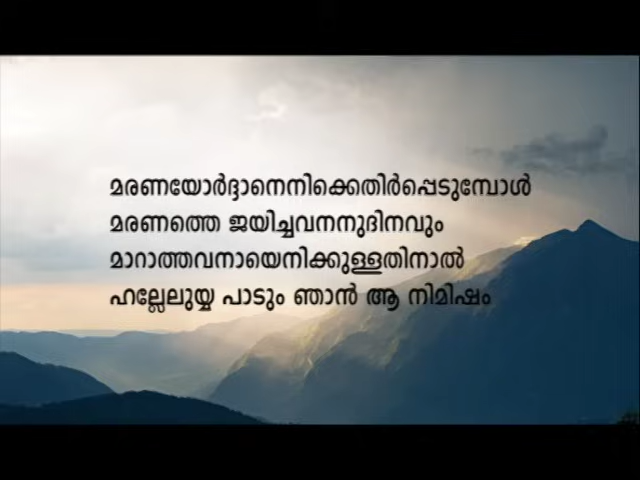 മരണയോർദ്ദാനെനിക്കെതിർപ്പെടുമ്പോൾ
മരണത്തെ ജയിച്ചവനനുദിനവും
മാറാത്തവനായെനിക്കുള്ളതിനാൽ
ഹല്ലേലുയ്യ പാടും ഞാൻ ആ നിമിഷം